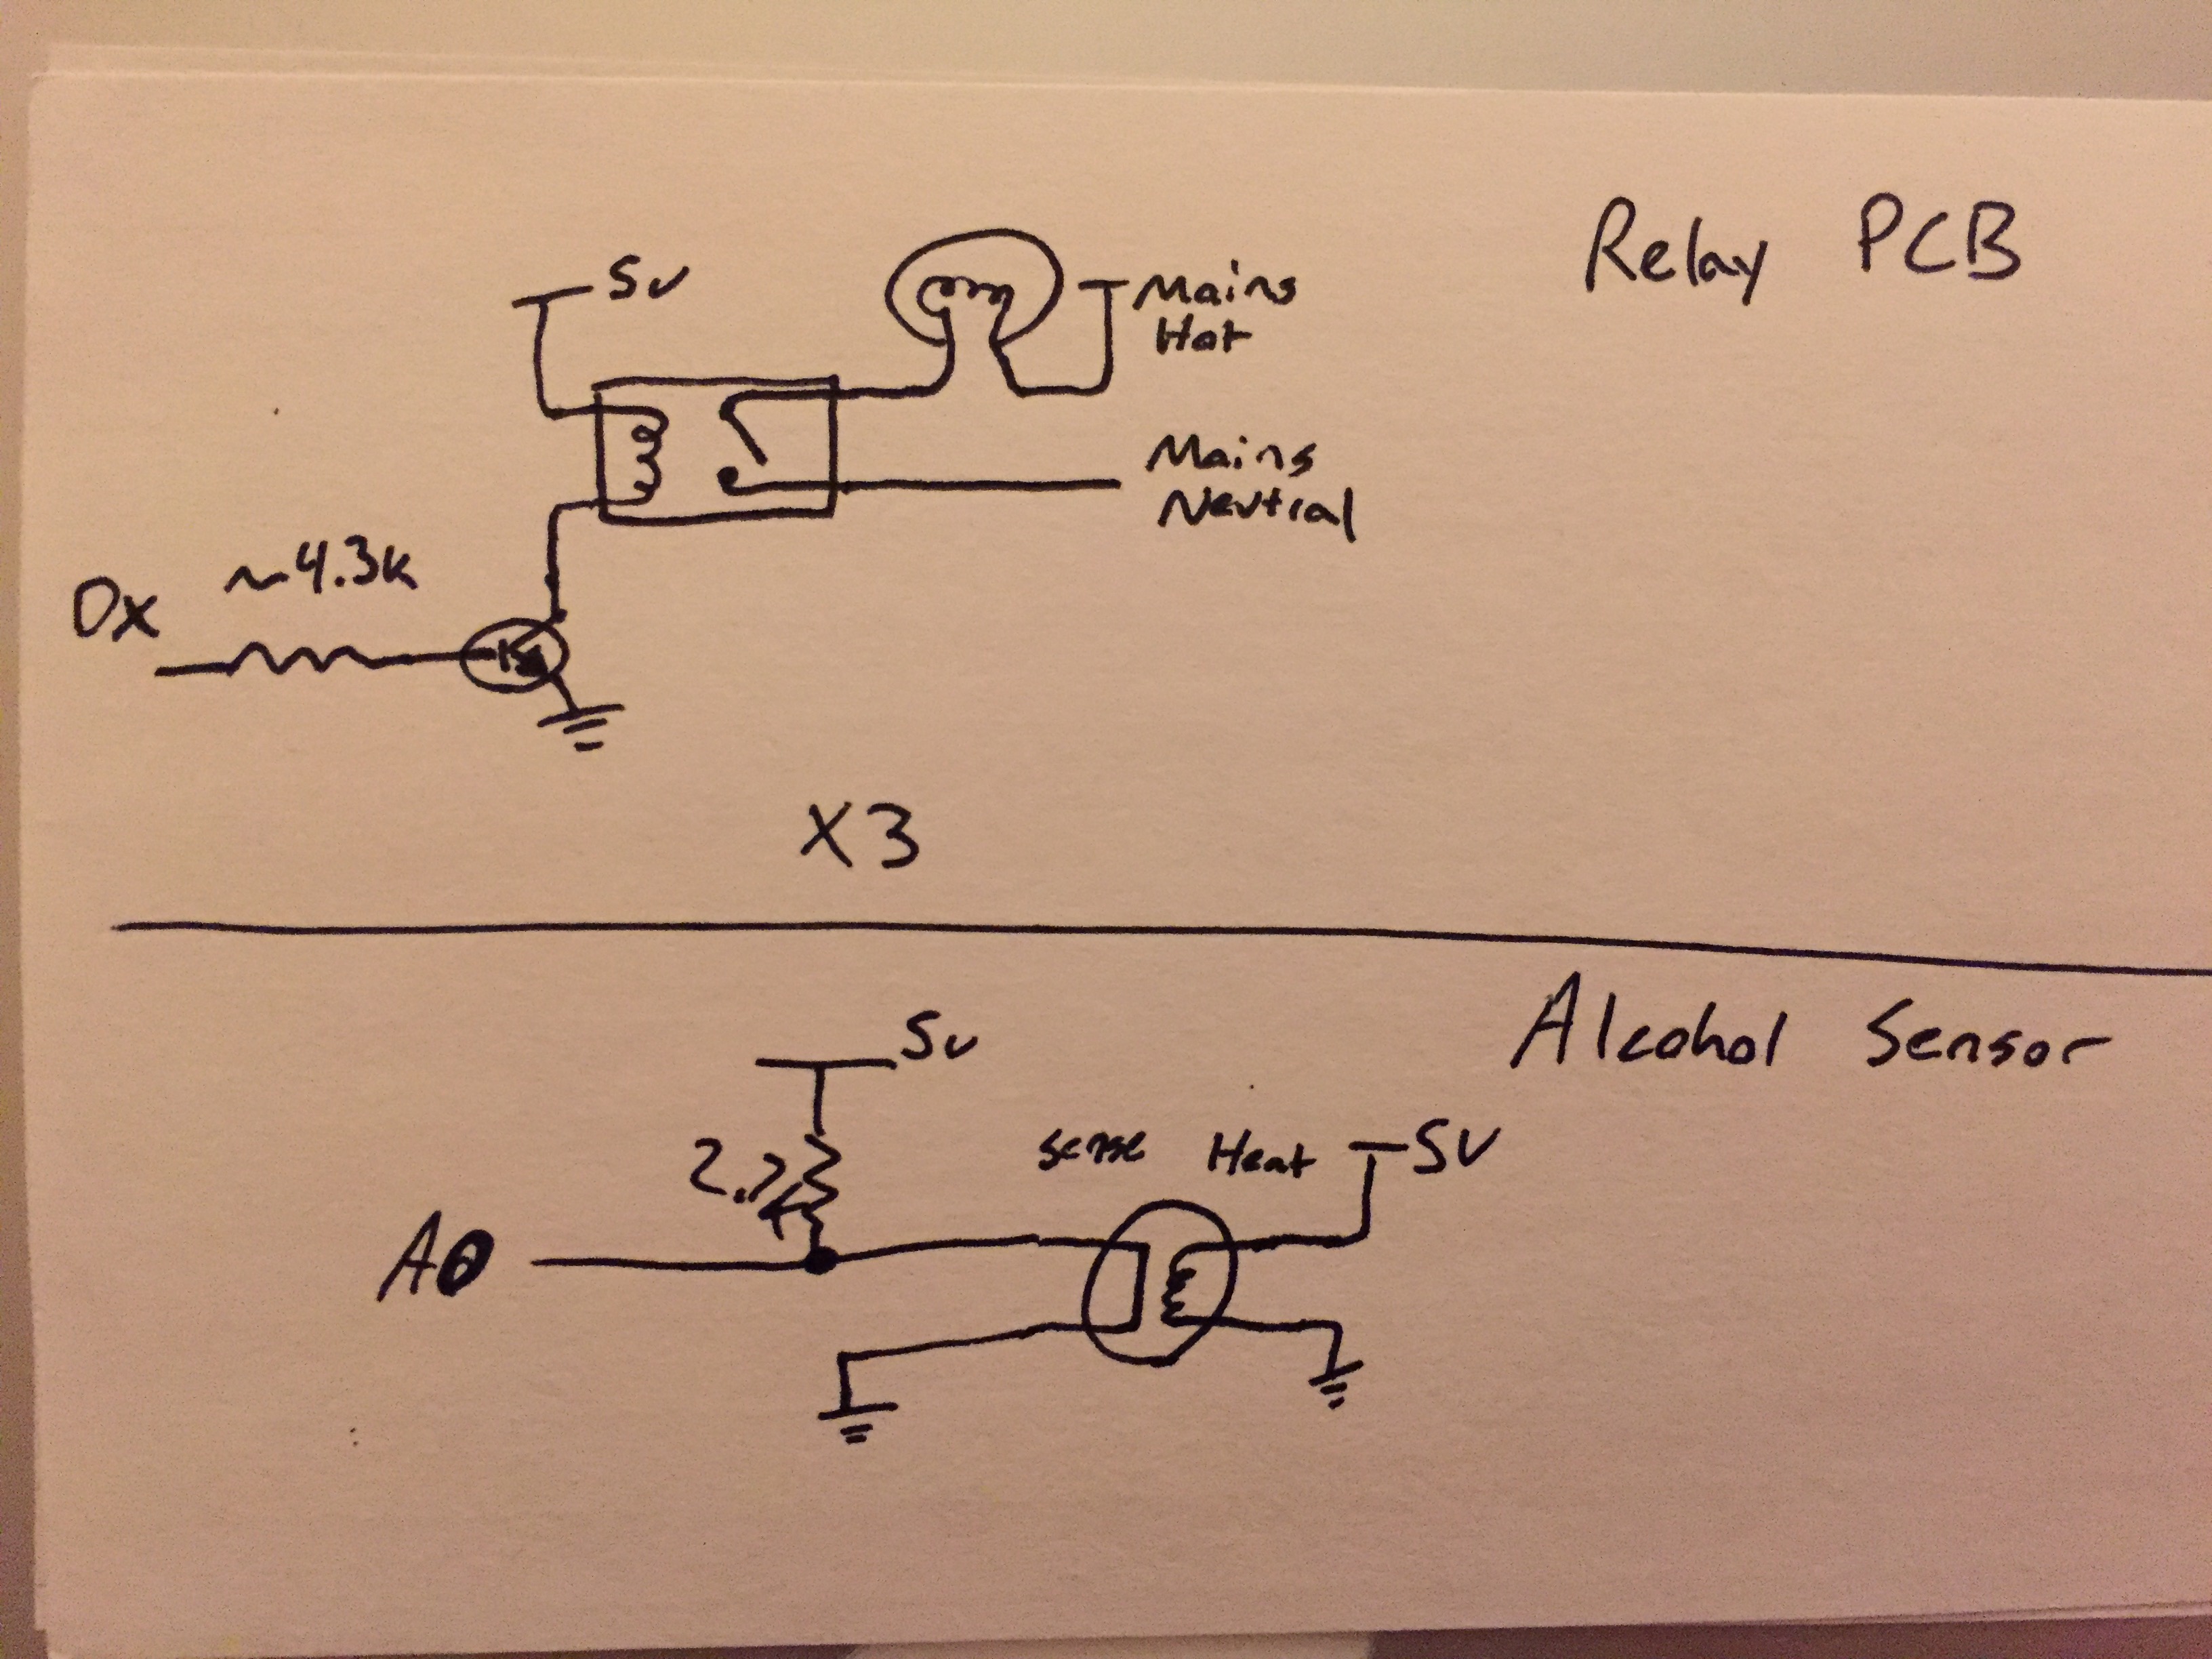 Relay PCB
5v
Mains
Hot
Mains
Neutral
~4.3K
Dx
X3
Alcohol Sensor
5v
2.7K
sense Heat
5V
A0